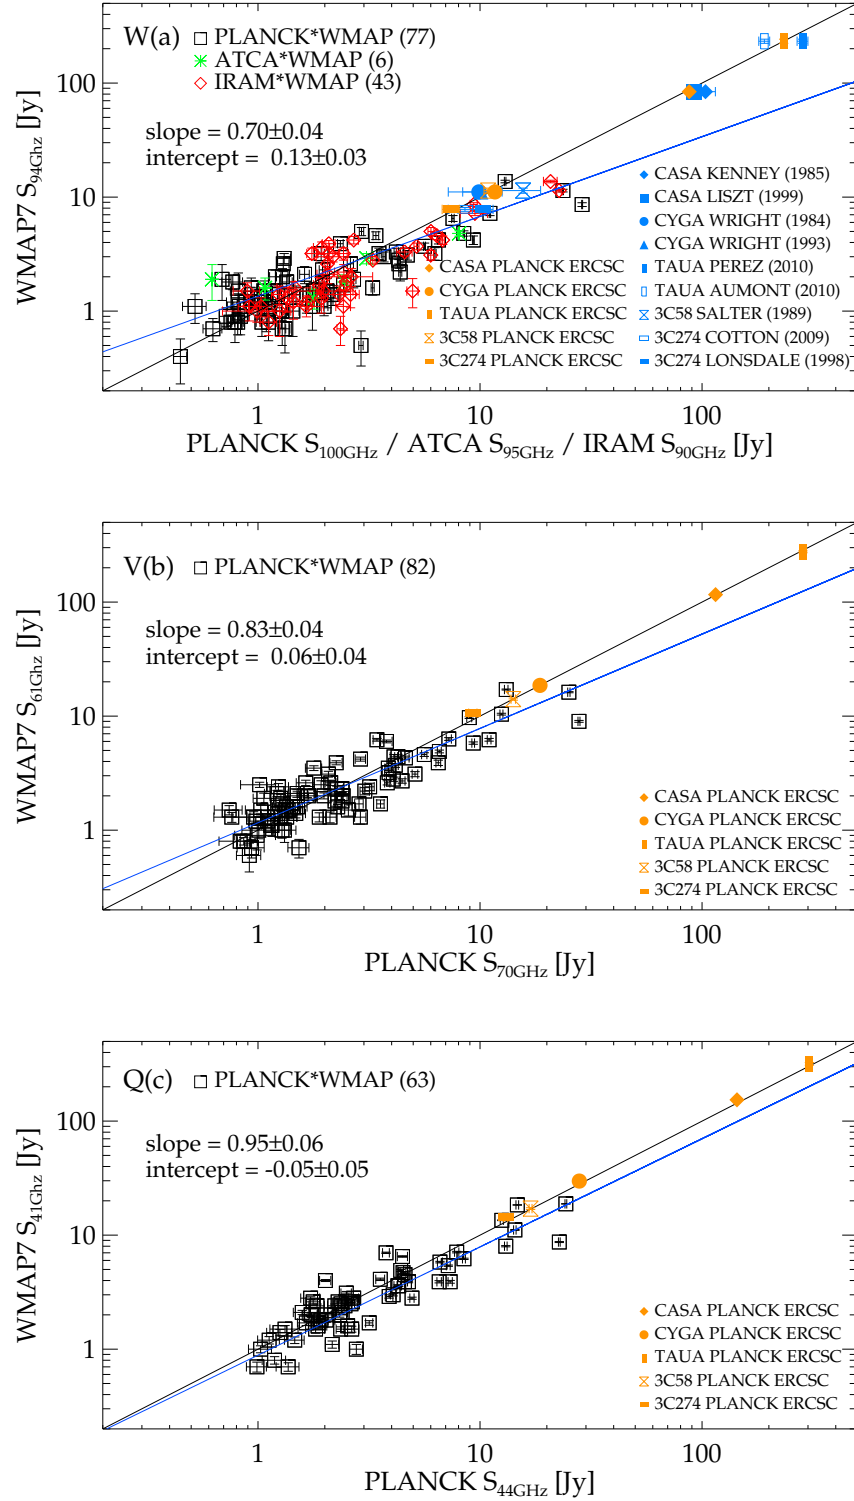 W(a)
PLANCK*WMAP (77)
ATCA*WMAP (6)
IRAM*WMAP (43)
slope = 0.70±0.04
intercept = 0.13±0.03
CASA KENNEY (1985)
CASA LISZT (1999)
CYGA WRIGHT (1984)
CYGA WRIGHT (1993)
CASA PLANCK ERCSC
TAUA PEREZ (2010)
CYGA PLANCK ERCSC
TAUA AUMONT (2010)
TAUA PLANCK ERCSC
3C58 SALTER (1989)
3C58 PLANCK ERCSC
3C274 COTTON (2009)
3C274 PLANCK ERCSC
3C274 LONSDALE (1998)
100
10
1
WMAP7 S94Ghz [Jy]
1 10 100
PLANCK S100GHz / ATCA S95GHz / IRAM S90GHz [Jy]
V(b)
PLANCK*WMAP (82)
slope = 0.83±0.04
intercept = 0.06±0.04
CASA PLANCK ERCSC
CYGA PLANCK ERCSC
TAUA PLANCK ERCSC
3C58 PLANCK ERCSC
3C274 PLANCK ERCSC
100
10
1
WMAP7 S61Ghz [Jy]
1 10 100
PLANCK S70GHz [Jy]
Q(c)
PLANCK*WMAP (63)
slope = 0.95±0.06
intercept = -0.05±0.05
CASA PLANCK ERCSC
CYGA PLANCK ERCSC
TAUA PLANCK ERCSC
3C58 PLANCK ERCSC
3C274 PLANCK ERCSC
100
10
1
WMAP7 S41Ghz [Jy]
1 10 100
PLANCK S44GHz [Jy]